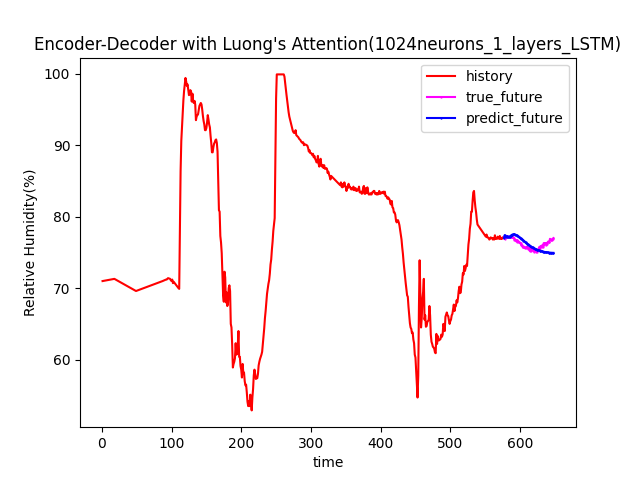 Encoder-Decoder with Luong's Attention(1024neurons_1_layers_LSTM)
history
true_future
predict_future
Relative Humidity(%)
100
90
80
70
60
0
100
200
300
400
500
600
time